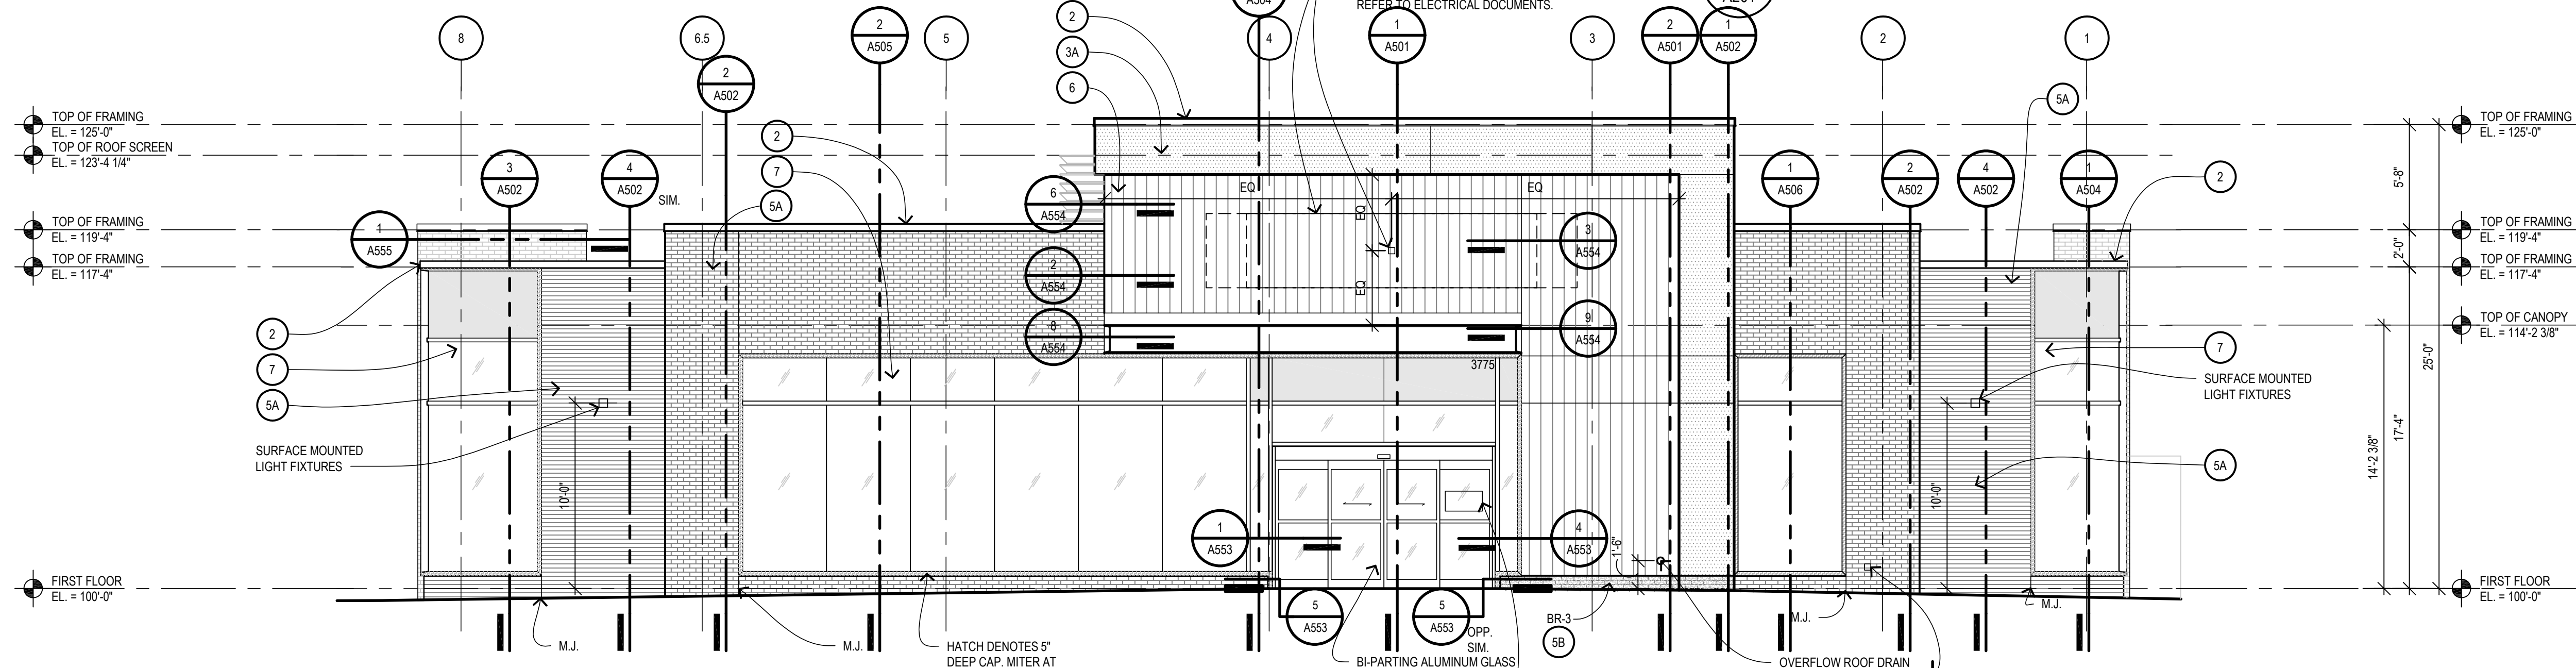 REFER TO ELECTRICAL DOCUMENTS.
8
6.5
2
A505
5
2
3A
6
A504
4
1
A501
3
2
A501
1
A502
A201
2
1
2
A502
5A
TOP OF FRAMING
EL. = 125'-0"
TOP OF ROOF SCREEN
EL. = 123'-4 1/4"
TOP OF FRAMING
EL. = 119'-4"
TOP OF FRAMING
EL. = 117'-4"
3
A502
4
A502
SIM.
1
A555
2
7
5A
6
A554
2
A554
8
A554
EQ
EQ
EQ
EQ
3
A554
9
A554
1
A506
2
A502
4
A502
1
A504
2
5'-8"
2'-0"
25'-0"
17'-4"
14'-2 3/8"
TOP OF FRAMING
EL. = 125'-0"
TOP OF FRAMING
EL. = 119'-4"
TOP OF FRAMING
EL. = 117'-4"
TOP OF CANOPY
EL. = 114'-2 3/8"
2
7
5A
SURFACE MOUNTED
LIGHT FIXTURES
10'-0"
3775
7
SURFACE MOUNTED
LIGHT FIXTURES
5A
10'-0"
1
A553
4
A553
1'-6"
FIRST FLOOR
EL. = 100'-0"
FIRST FLOOR
EL. = 100'-0"
5
A553
5
A553
OPP.
SIM.
BR-3
5B
M.J.
M.J.
M.J.
M.J.
HATCH DENOTES 5"
DEEP CAP. MITER AT
BI-PARTING ALUMINUM GLASS
OVERFLOW ROOF DRAIN